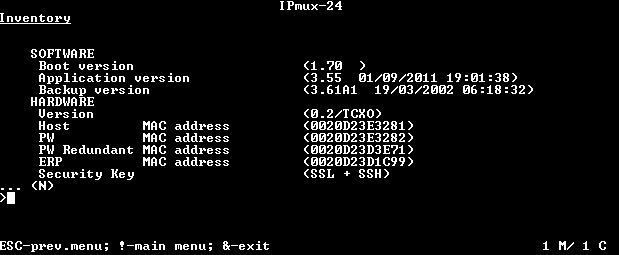 IPmux-24
Inventory
SOFTWARE
Boot version (1.70 )
Application version (3.55 01/09/2011 19:01:38)
Backup version (3.61A1 19/03/2002 06:18:32)
HARDWARE
Version (0.2/TCXO)
Host MAC address (0020D23E3281)
PW MAC address (0020D23E3282)
PW Redundant MAC address (0020D23D3E71)
ERP MAC address (0020D23D1C99)
Security Key (SSL + SSH)
... (N)
>
ESC-prev.menu; !-main menu; &-exit 1 M/ 1 C